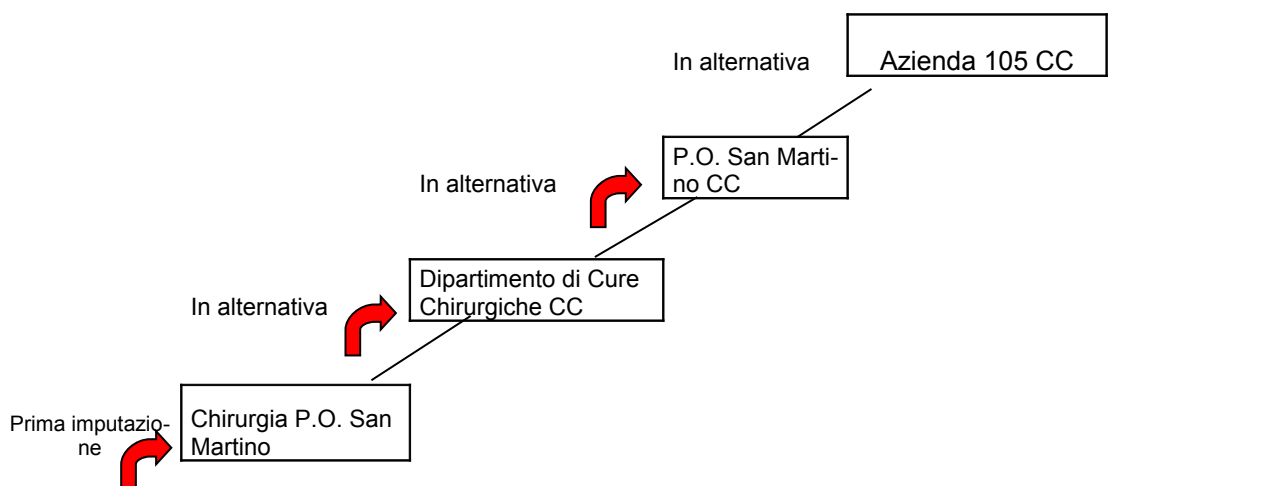 In alternativa
Azienda 105 CC
In alternativa
P.O. San Marti-
no CC
In alternativa
Dipartimento di Cure
Chirurgiche CC
Prima imputazio-
ne
Chirurgia P.O. San
Martino